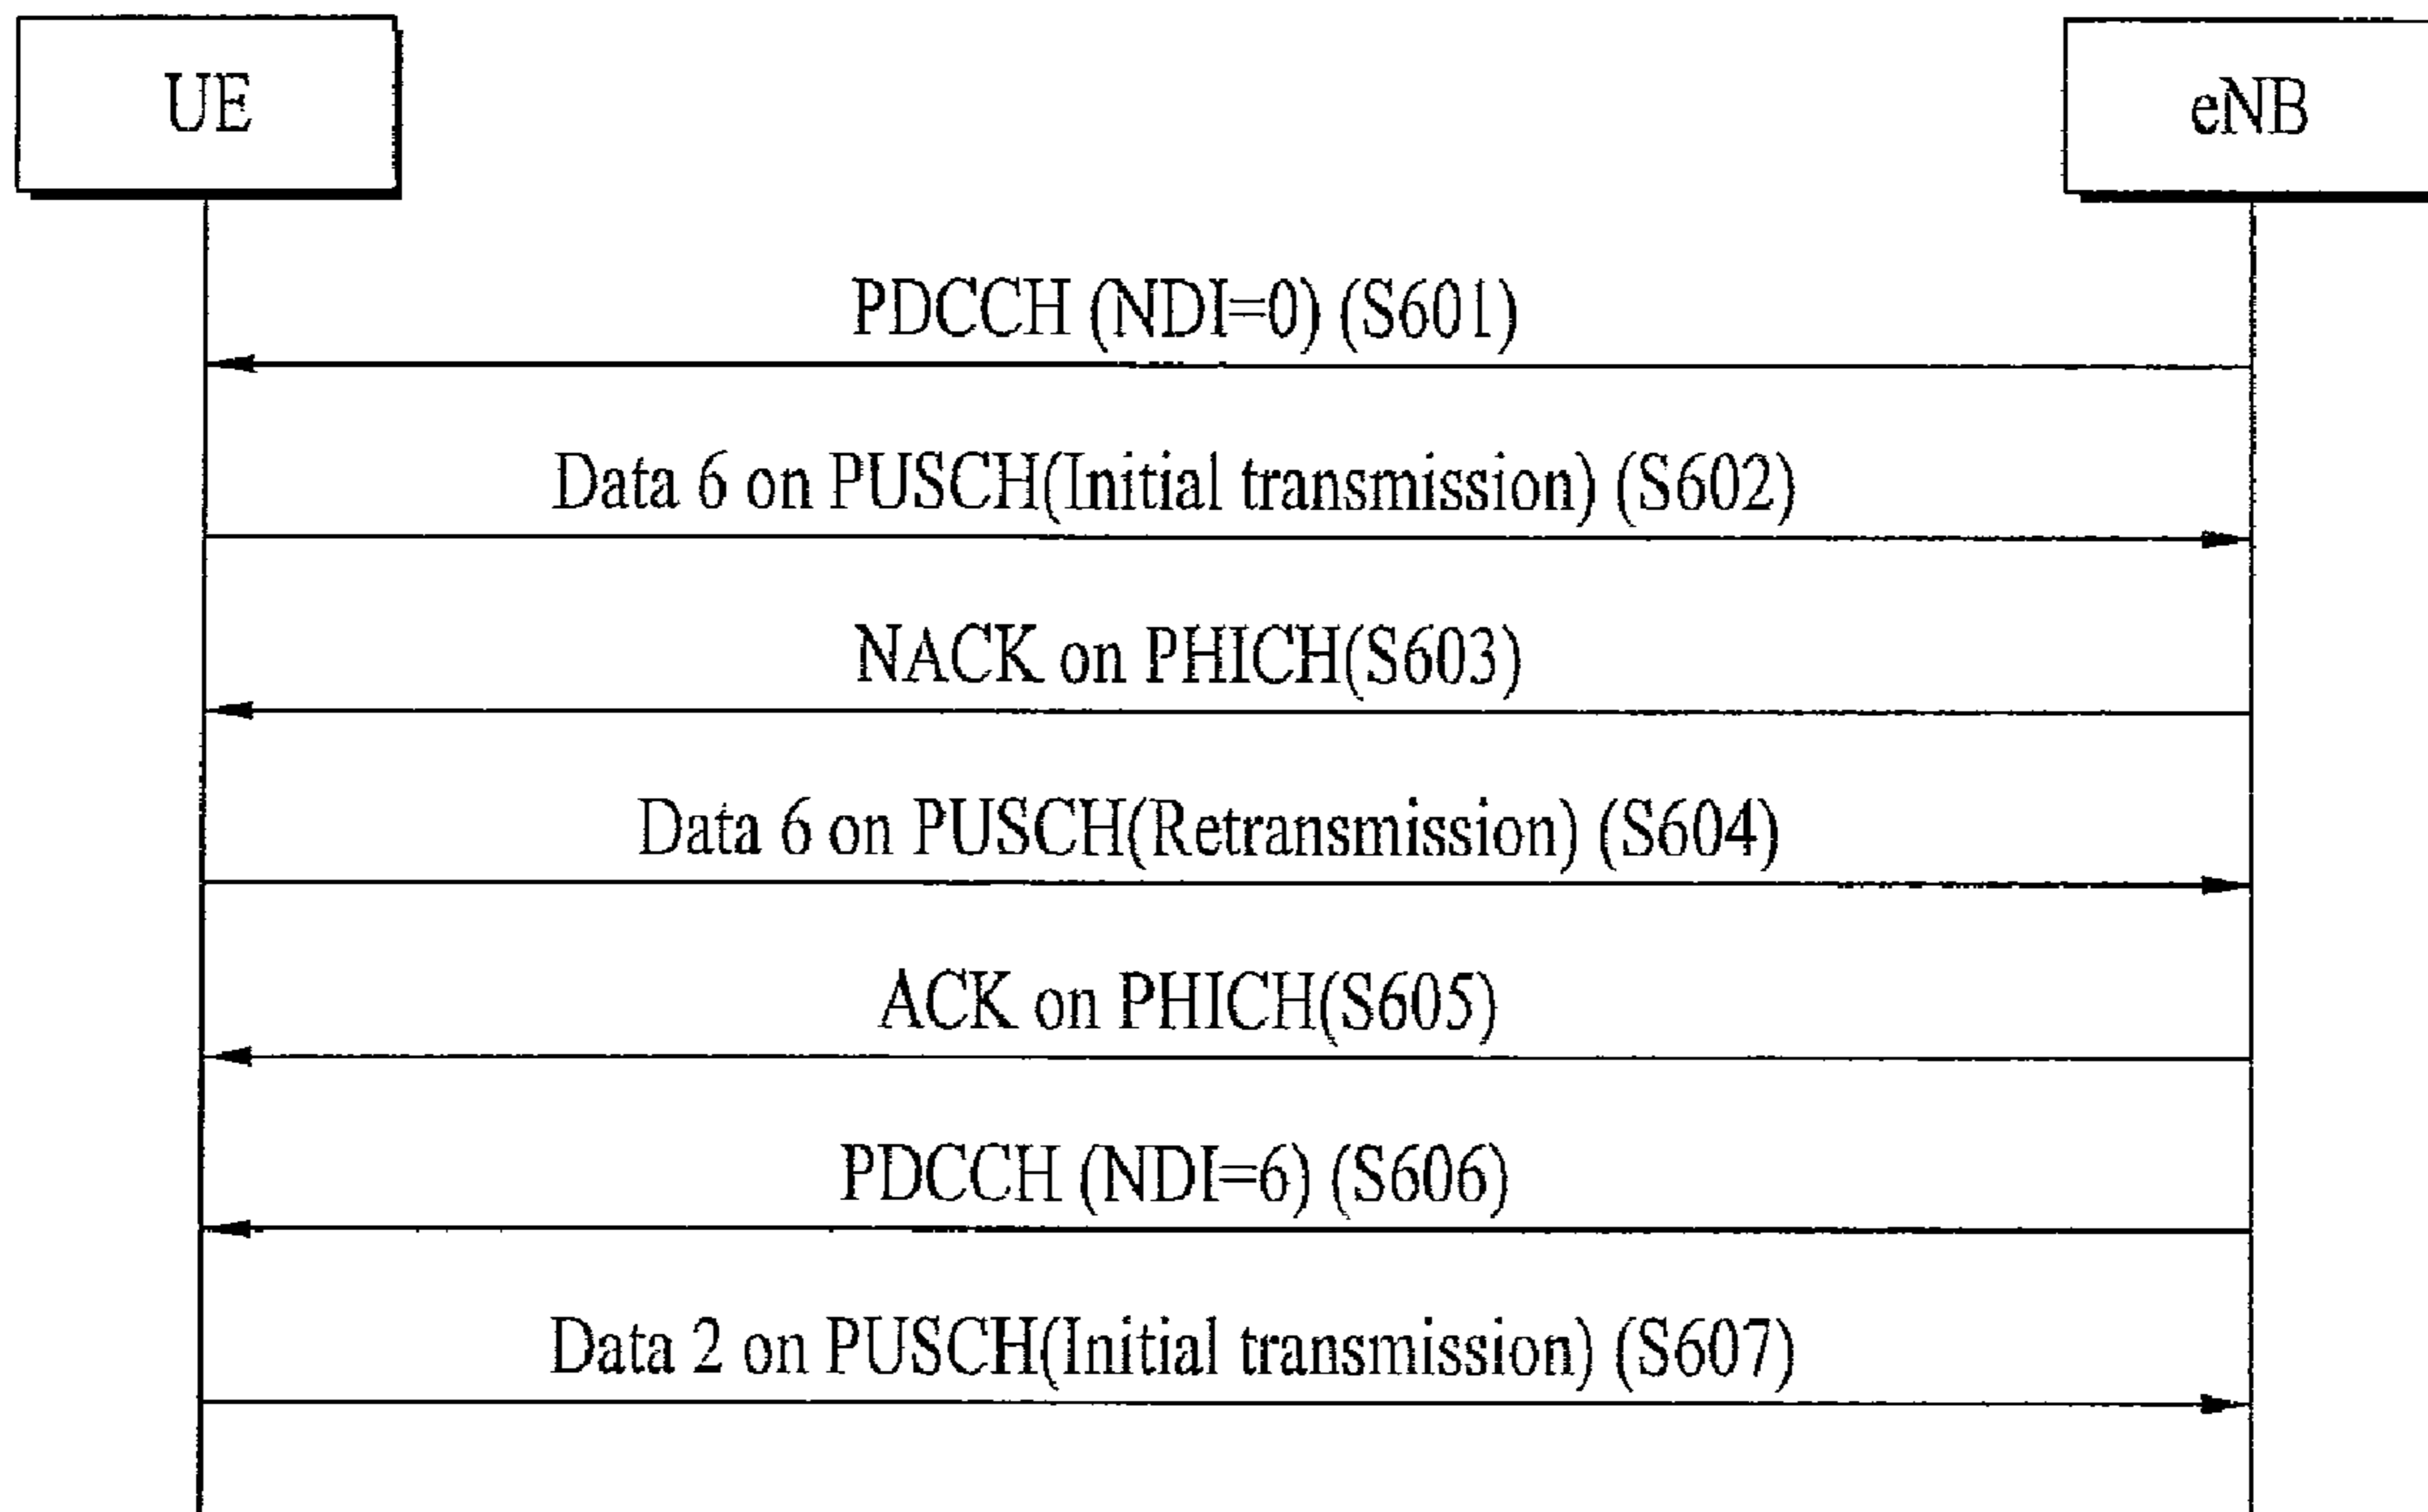 UE
eNB
PDCCH (NDI=0) (S601)
Data 6 on PUSCH(Initial transmission) (S602)
NACK on PHICH(S603)
Data 6 on PUSCH(Retransmission) (S604)
ACK on PHICH(S605)
PDCCH (NDI=6) (S606)
Data 2 on PUSCH(Initial transmission) (S607)